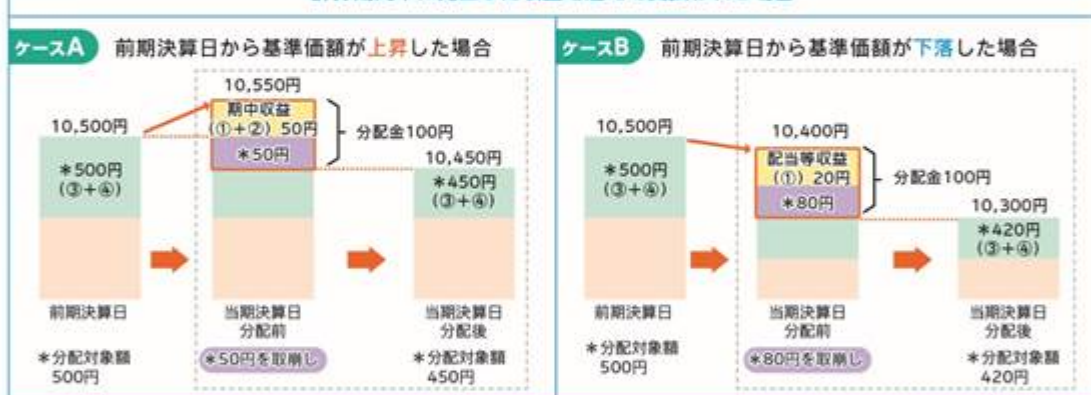 ケースA 前期決算日から基準価額が上昇した場合
10,550円
期中収益
(①+②) 50円
10,500円
分配金100円
*50円
10,450円
*500円
(③+④)
*450円
(③+④)
前期決算日
当期決算日
分配前
当期決算日
分配後
*分配対象額
500円
*50円を取崩し
*分配対象額
450円
ケースB 前期決算日から基準価額が下落した場合
10,500円
10,400円
配当等収益
(①) 20円
分配金100円
*80円
*500円
(③+④)
10,300円
*420円
(③+④)
前期決算日
当期決算日
分配前
当期決算日
分配後
*分配対象額
500円
*80円を取崩し
*分配対象額
420円